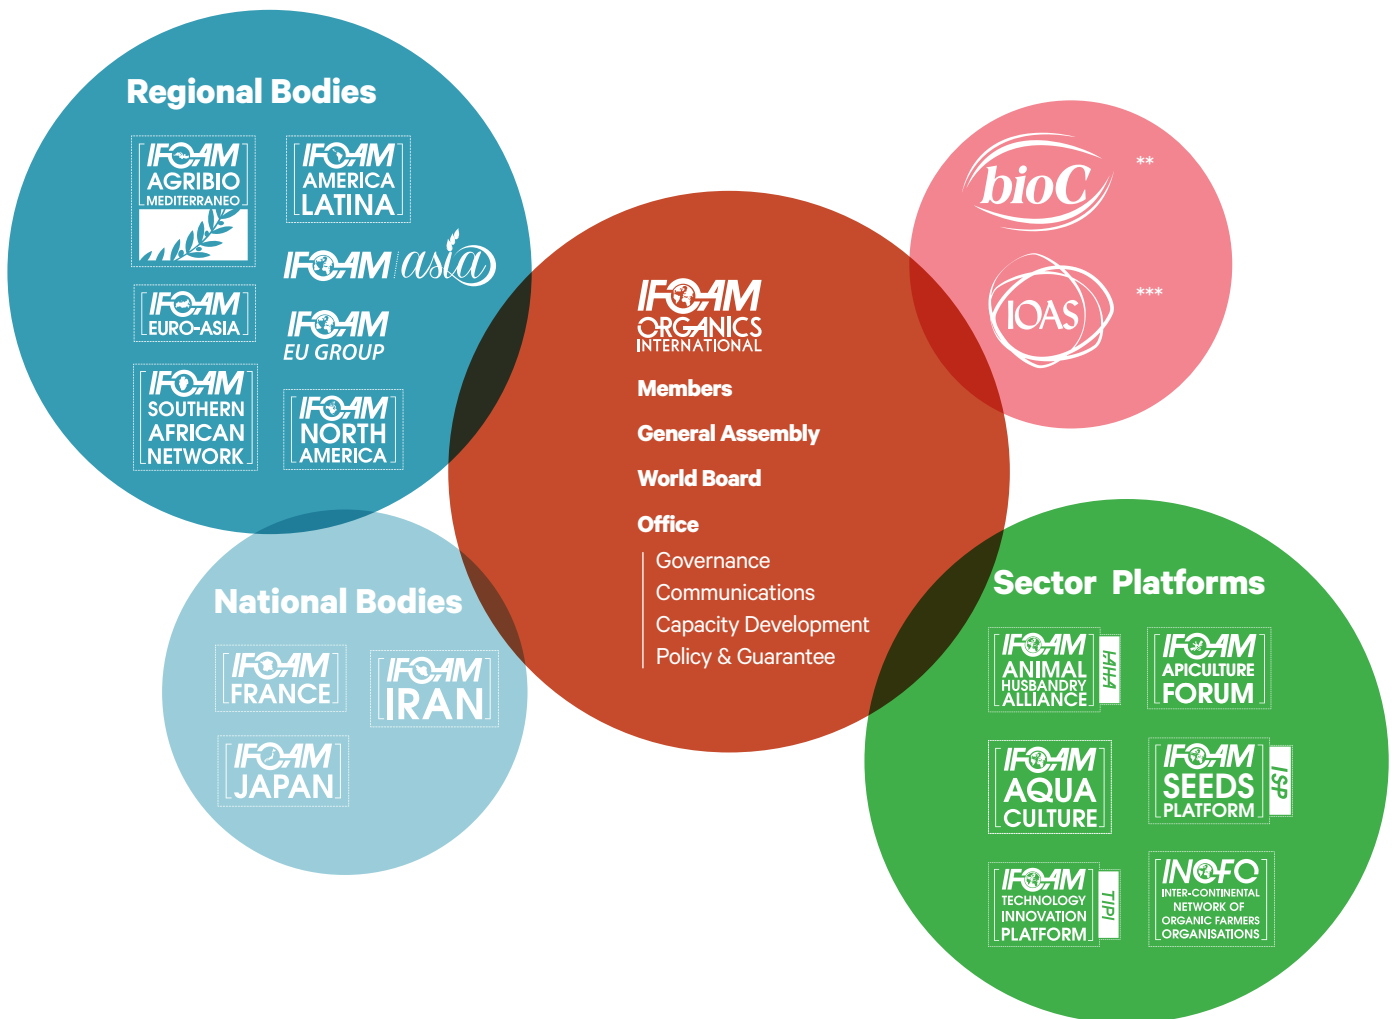 Regional Bodies
IFOAM
AGRIBIO
MEDITERRANEO
IFOAM
AMERICA
LATINA
IFOAM asia
IFOAM
EURO-ASIA
IFOAM
EU GROUP
IFOAM
SOUTHERN
AFRICAN
NETWORK
IFOAM
NORTH
AMERICA
National Bodies
IFOAM
FRANCE
IFOAM
IRAN
IFOAM
JAPAN
IFOAM
ORGANICS
INTERNATIONAL
Members
General Assembly
World Board
Office
Governance
Communications
Capacity Development
Policy & Guarantee
bioC **
IOAS ***
Sector Platforms
IFOAM
ANIMAL
HUSBANDRY
ALLIANCE
IAHA
IFOAM
APICULTURE
FORUM
IFOAM
AQUA
CULTURE
IFOAM
SEEDS
PLATFORM
ISP
IFOAM
TECHNOLOGY
INNOVATION
PLATFORM
TIPI
INOFO
INTER-CONTINENTAL
NETWORK OF
ORGANIC FARMERS
ORGANISATIONS